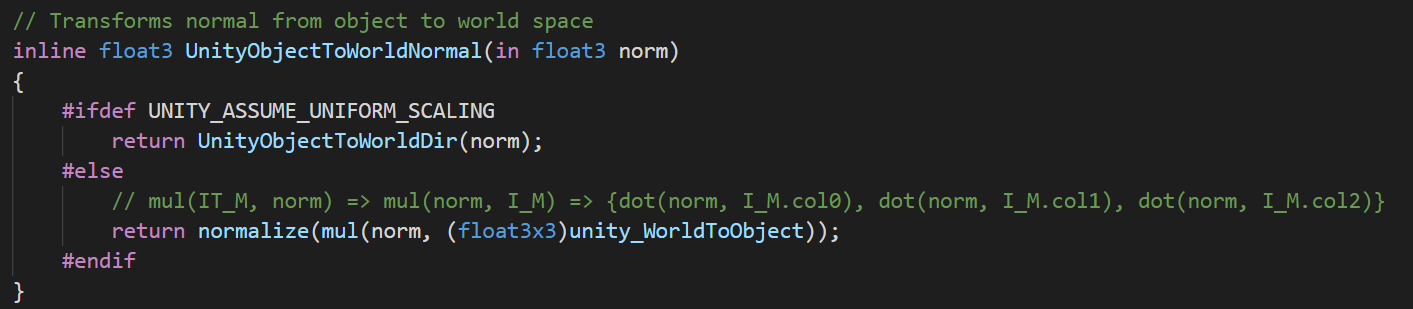 // Transforms normal from object to world space
inline float3 UnityObjectToWorldNormal(in float3 norm)
{
    #ifdef UNITY_ASSUME_UNIFORM_SCALING
        return UnityObjectToWorldDir(norm);
    #else
        // mul(IT_M, norm) => mul(norm, I_M) => {dot(norm, I_M.col0), dot(norm, I_M.col1), dot(norm, I_M.col2)}
        return normalize(mul(norm, (float3x3)unity_WorldToObject));
    #endif
}